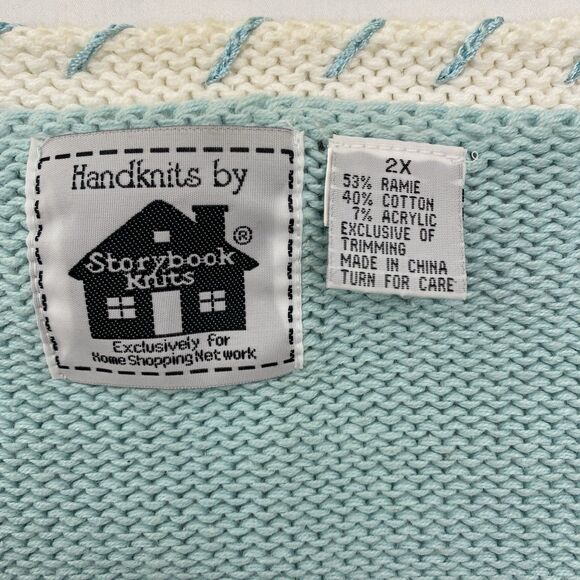 Handknits by
Storybook
knits
®
Exclusively for
Home Shopping Network
2X
53% RAMIE
40% COTTON
7% ACRYLIC
EXCLUSIVE OF
TRIMMING
MADE IN CHINA
TURN FOR CARE